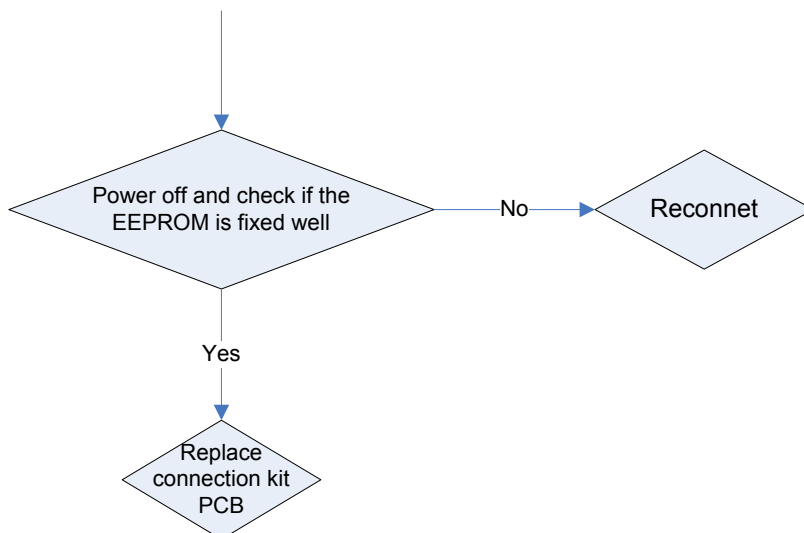 Power off and check if the
EEPROM is fixed well
No
Reconnet
Yes
Replace
connection kit
PCB